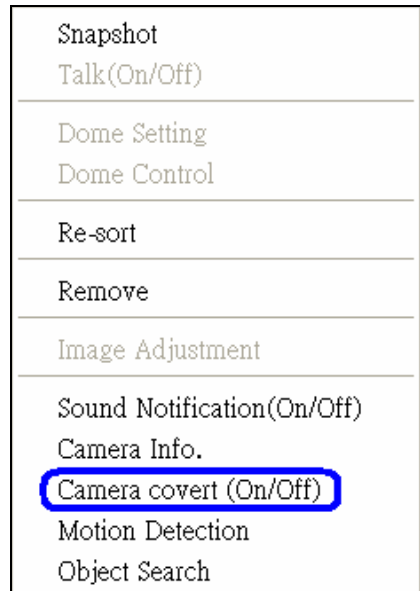 Snapshot
Talk(On/Off)
Dome Setting
Dome Control
Re-sort
Remove
Image Adjustment
Sound Notification(On/Off)
Camera Info.
Camera covert (On/Off)
Motion Detection
Object Search